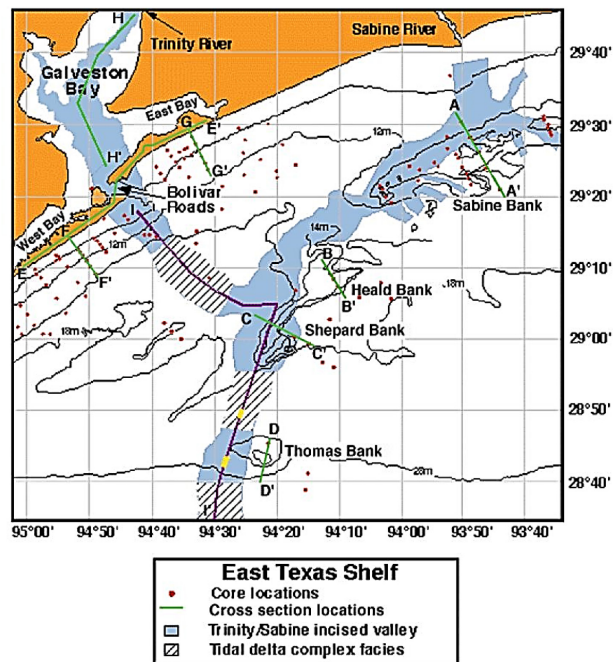 H
Trinity River
Sabine River
29°40'
Galveston
Bay
East Bay
G
E'
12m
A
29°30'
H'
G'
Bolivar
Roads
A'
29°20'
Sabine Bank
West Bay
F
I
12m
14m
B
29°10'
E
F'
Heald Bank
B'
18m
C
Shepard Bank
18m
C'
29°00'
28°50'
D
Thomas Bank
28m
D'
28°40'
I'
95°00' 94°50' 94°40' 94°30' 94°20' 94°10' 94°00' 93°50' 93°40'
East Texas Shelf
Core locations
Cross section locations
Trinity/Sabine incised valley
Tidal delta complex facies